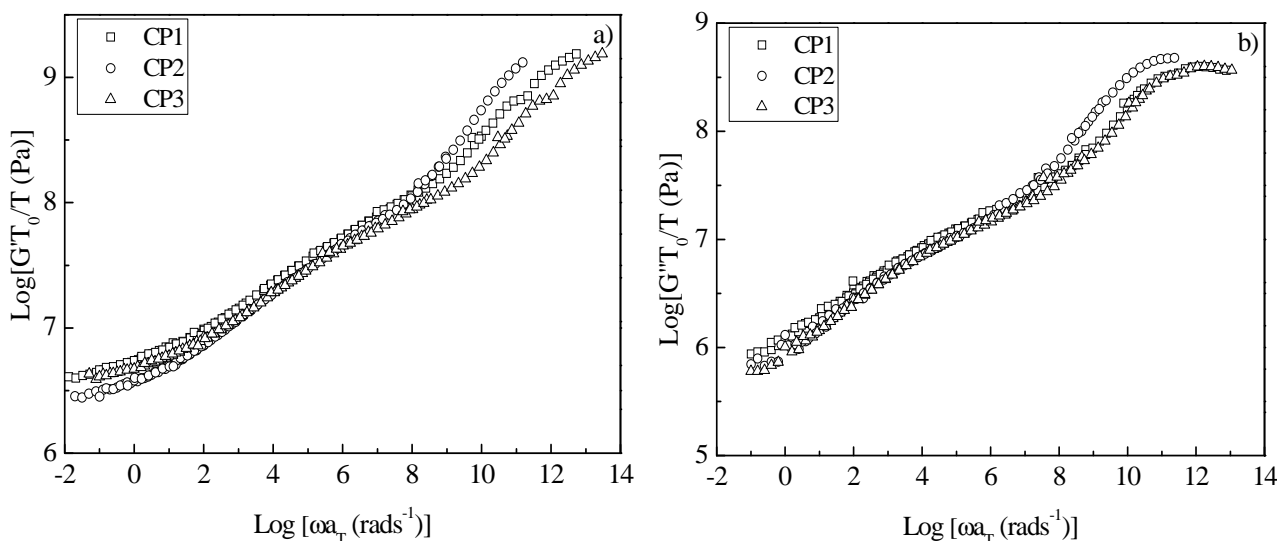 a)
CP1
CP2
CP3
9
8
7
6
Log[G'T0/T (Pa)]
-2 0 2 4 6 8 10 12 14
Log [ωaT (rads-1)]
b)
CP1
CP2
CP3
9
8
7
6
5
Log[G''T0/T (Pa)]
-2 0 2 4 6 8 10 12 14
Log [ωaT (rads-1)]